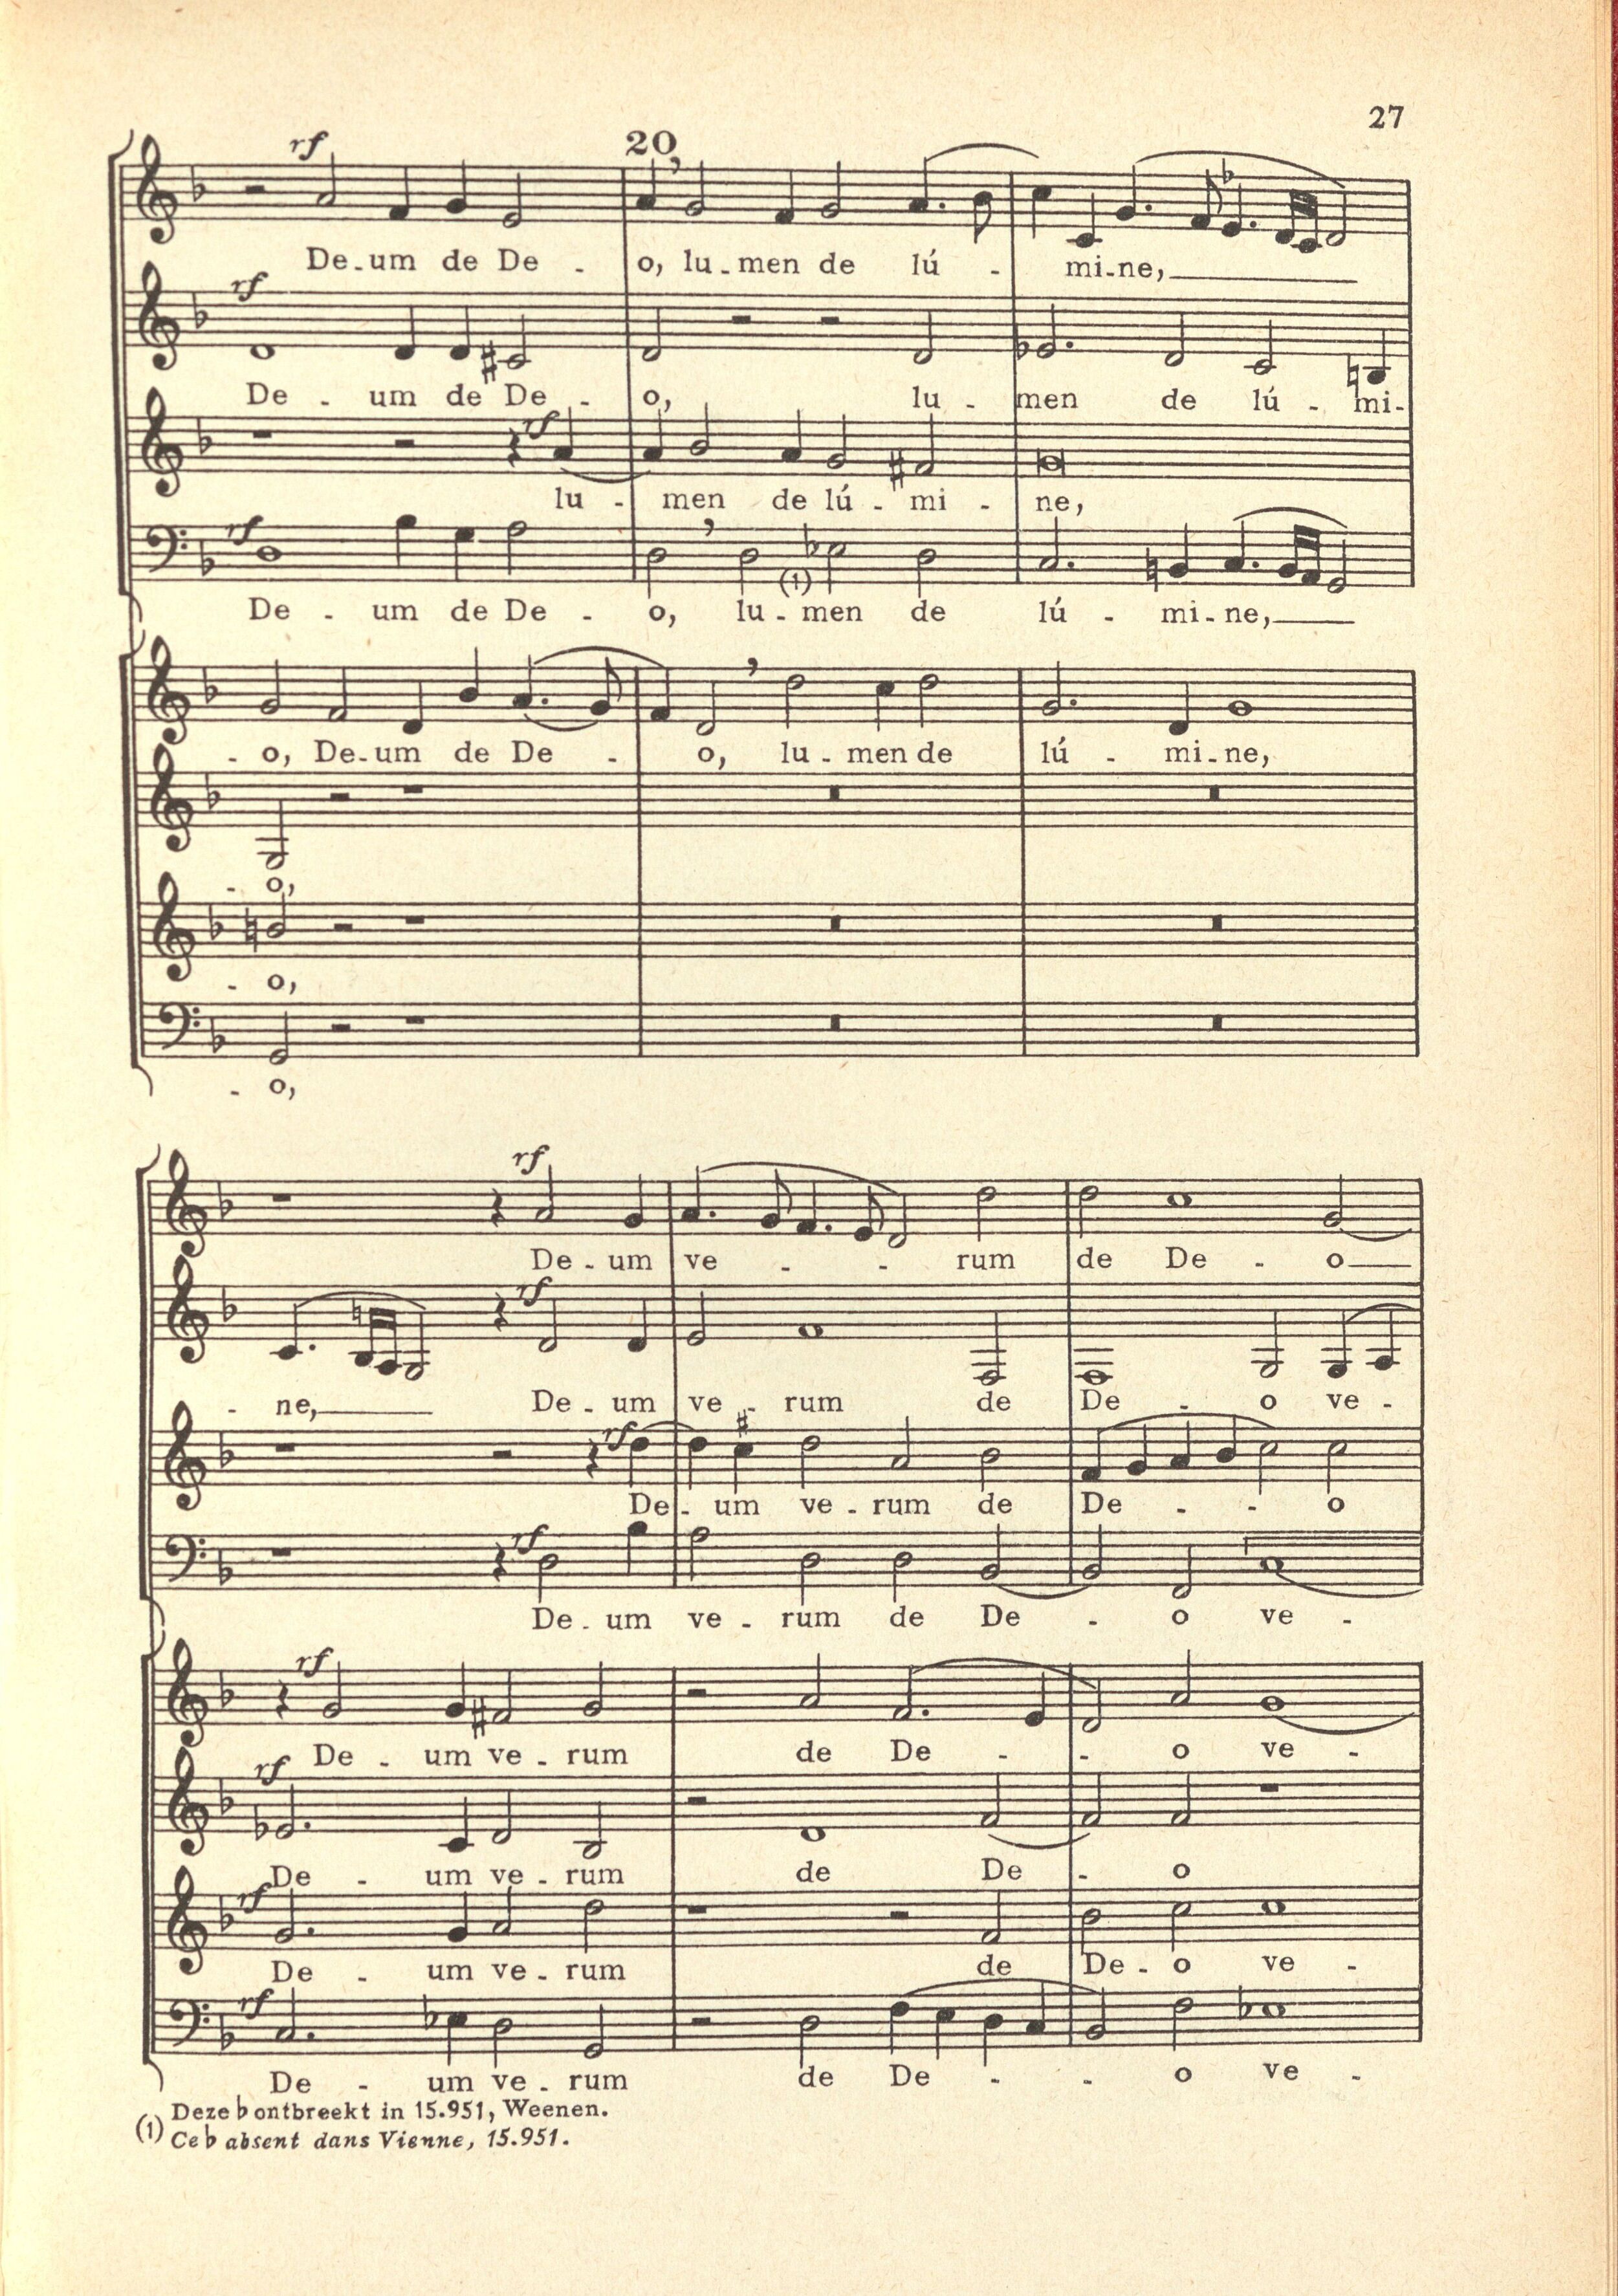 27
rf 20
De-um de De - o, lu-men de lú - mi-ne,
rf
De - um de De - o, lu - men de lú - mi-
rf
lu - men de lú - mi - ne,
rf
(1)
De - um de De - o, lu - men de lú - mi-ne,
- o, De-um de De - o, lu - men de lú - mi-ne,
- o,
- o,
- o,
rf
De - um ve - - - rum de De - o
rf
- ne, De - um ve - rum de De - o ve -
rf
De - um ve - rum de De - - - o
rf
De - um ve - rum de De - o ve -
rf
De - um ve - rum de De - - o ve -
rf
De - um ve - rum de De - o
rf
De - um ve - rum de De - o ve -
rf
De - um ve - rum de De - - o ve -
(1) Deze ♭ ontbreekt in 15.951, Weenen.
Ce ♭ absent dans Vienne, 15.951.